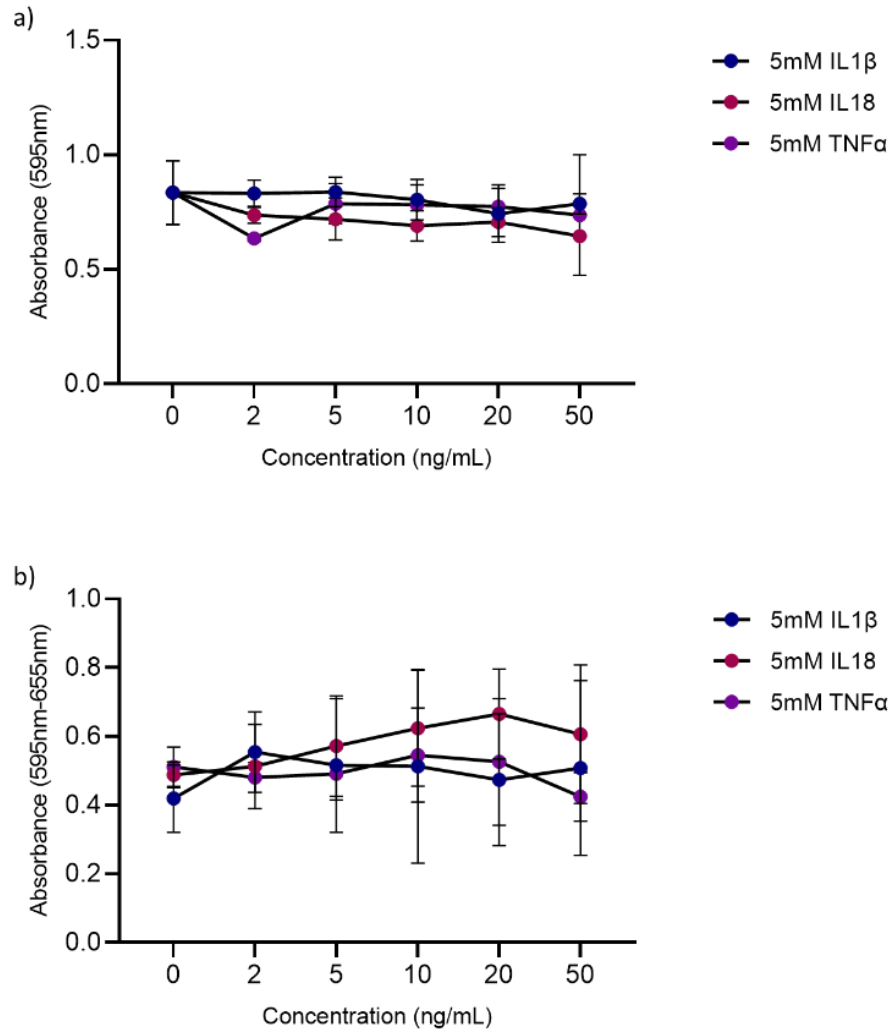 a)
1.5
1.0
0.5
0.0
Absorbance (595nm)
0 2 5 10 20 50
Concentration (ng/mL)
5mM IL1β
5mM IL18
5mM TNFα
b)
1.0
0.8
0.6
0.4
0.2
0.0
Absorbance (595nm-655nm)
0 2 5 10 20 50
Concentration (ng/mL)
5mM IL1β
5mM IL18
5mM TNFα